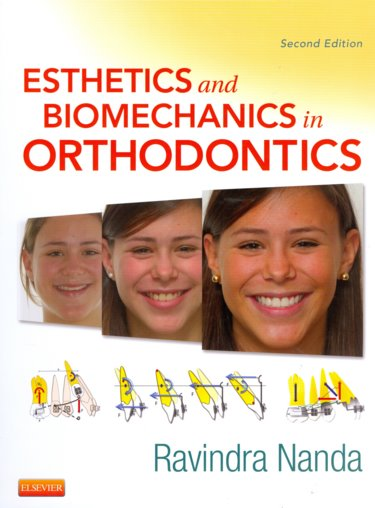 Second Edition
ESTHETICS and
BIOMECHANICS in
ORTHODONTICS
Ravindra Nanda
ELSEVIER